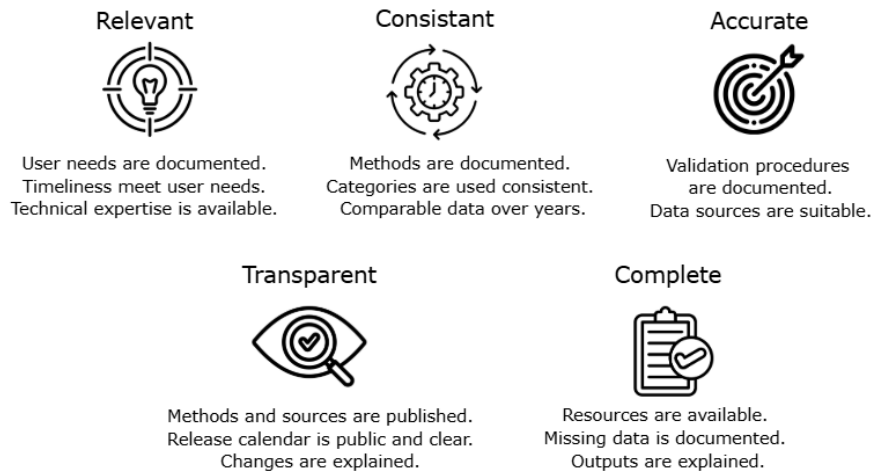 Relevant
User needs are documented.
Timeliness meet user needs.
Technical expertise is available.
Consistant
Methods are documented.
Categories are used consistent.
Comparable data over years.
Accurate
Validation procedures
are documented.
Data sources are suitable.
Transparent
Methods and sources are published.
Release calendar is public and clear.
Changes are explained.
Complete
Resources are available.
Missing data is documented.
Outputs are explained.